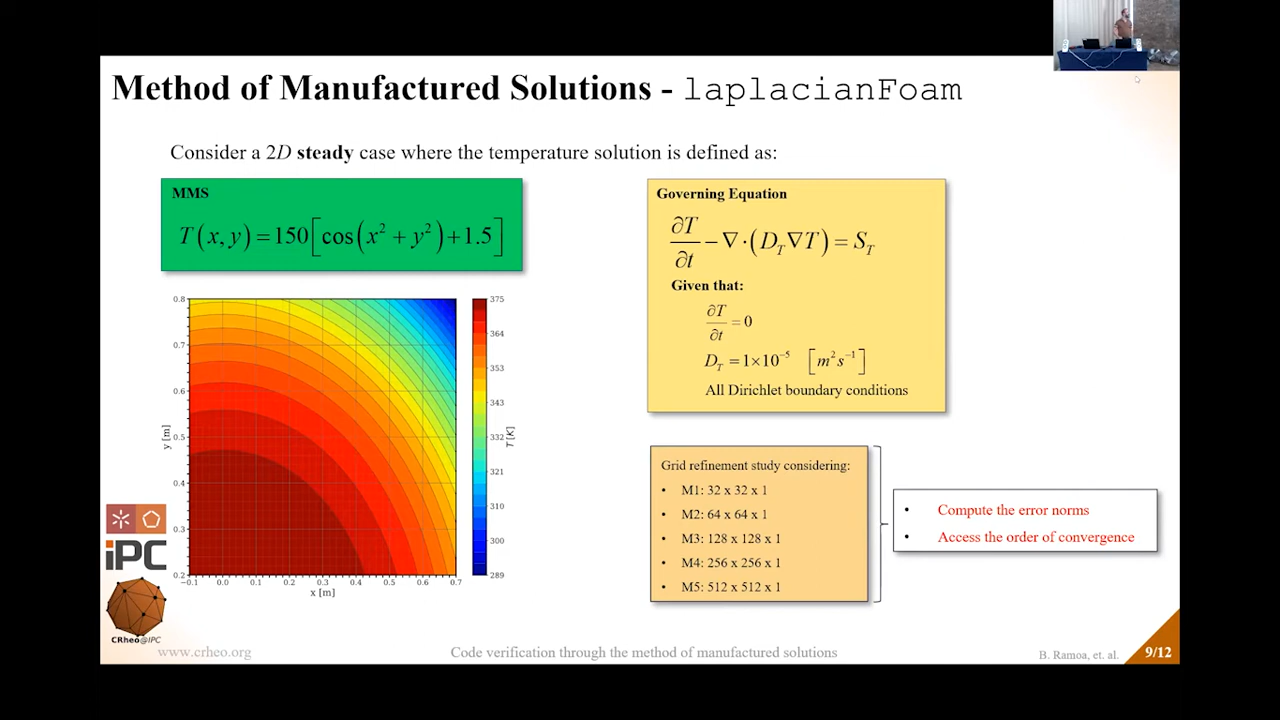 Method of Manufactured Solutions - laplacianFoam
Consider a 2D steady case where the temperature solution is defined as:
MMS
T(x, y) = 150[cos(x² + y²) + 1.5]
0.8
0.7
0.6
0.5
0.4
0.3
0.2
y [m]
−0.1 0.0 0.1 0.2 0.3 0.4 0.5 0.6 0.7
x [m]
375
364
353
343
332
321
310
300
289
T [K]
Governing Equation
∂T/∂t − ∇·(D_T∇T) = S_T
Given that:
∂T/∂t = 0
D_T = 1×10⁻⁵ [m²s⁻¹]
All Dirichlet boundary conditions
Grid refinement study considering:
• M1: 32 x 32 x 1
• M2: 64 x 64 x 1
• M3: 128 x 128 x 1
• M4: 256 x 256 x 1
• M5: 512 x 512 x 1
• Compute the error norms
• Access the order of convergence
iPC
CRheo@IPC
www.crheo.org
Code verification through the method of manufactured solutions
B. Ramoa, et. al.
9/12